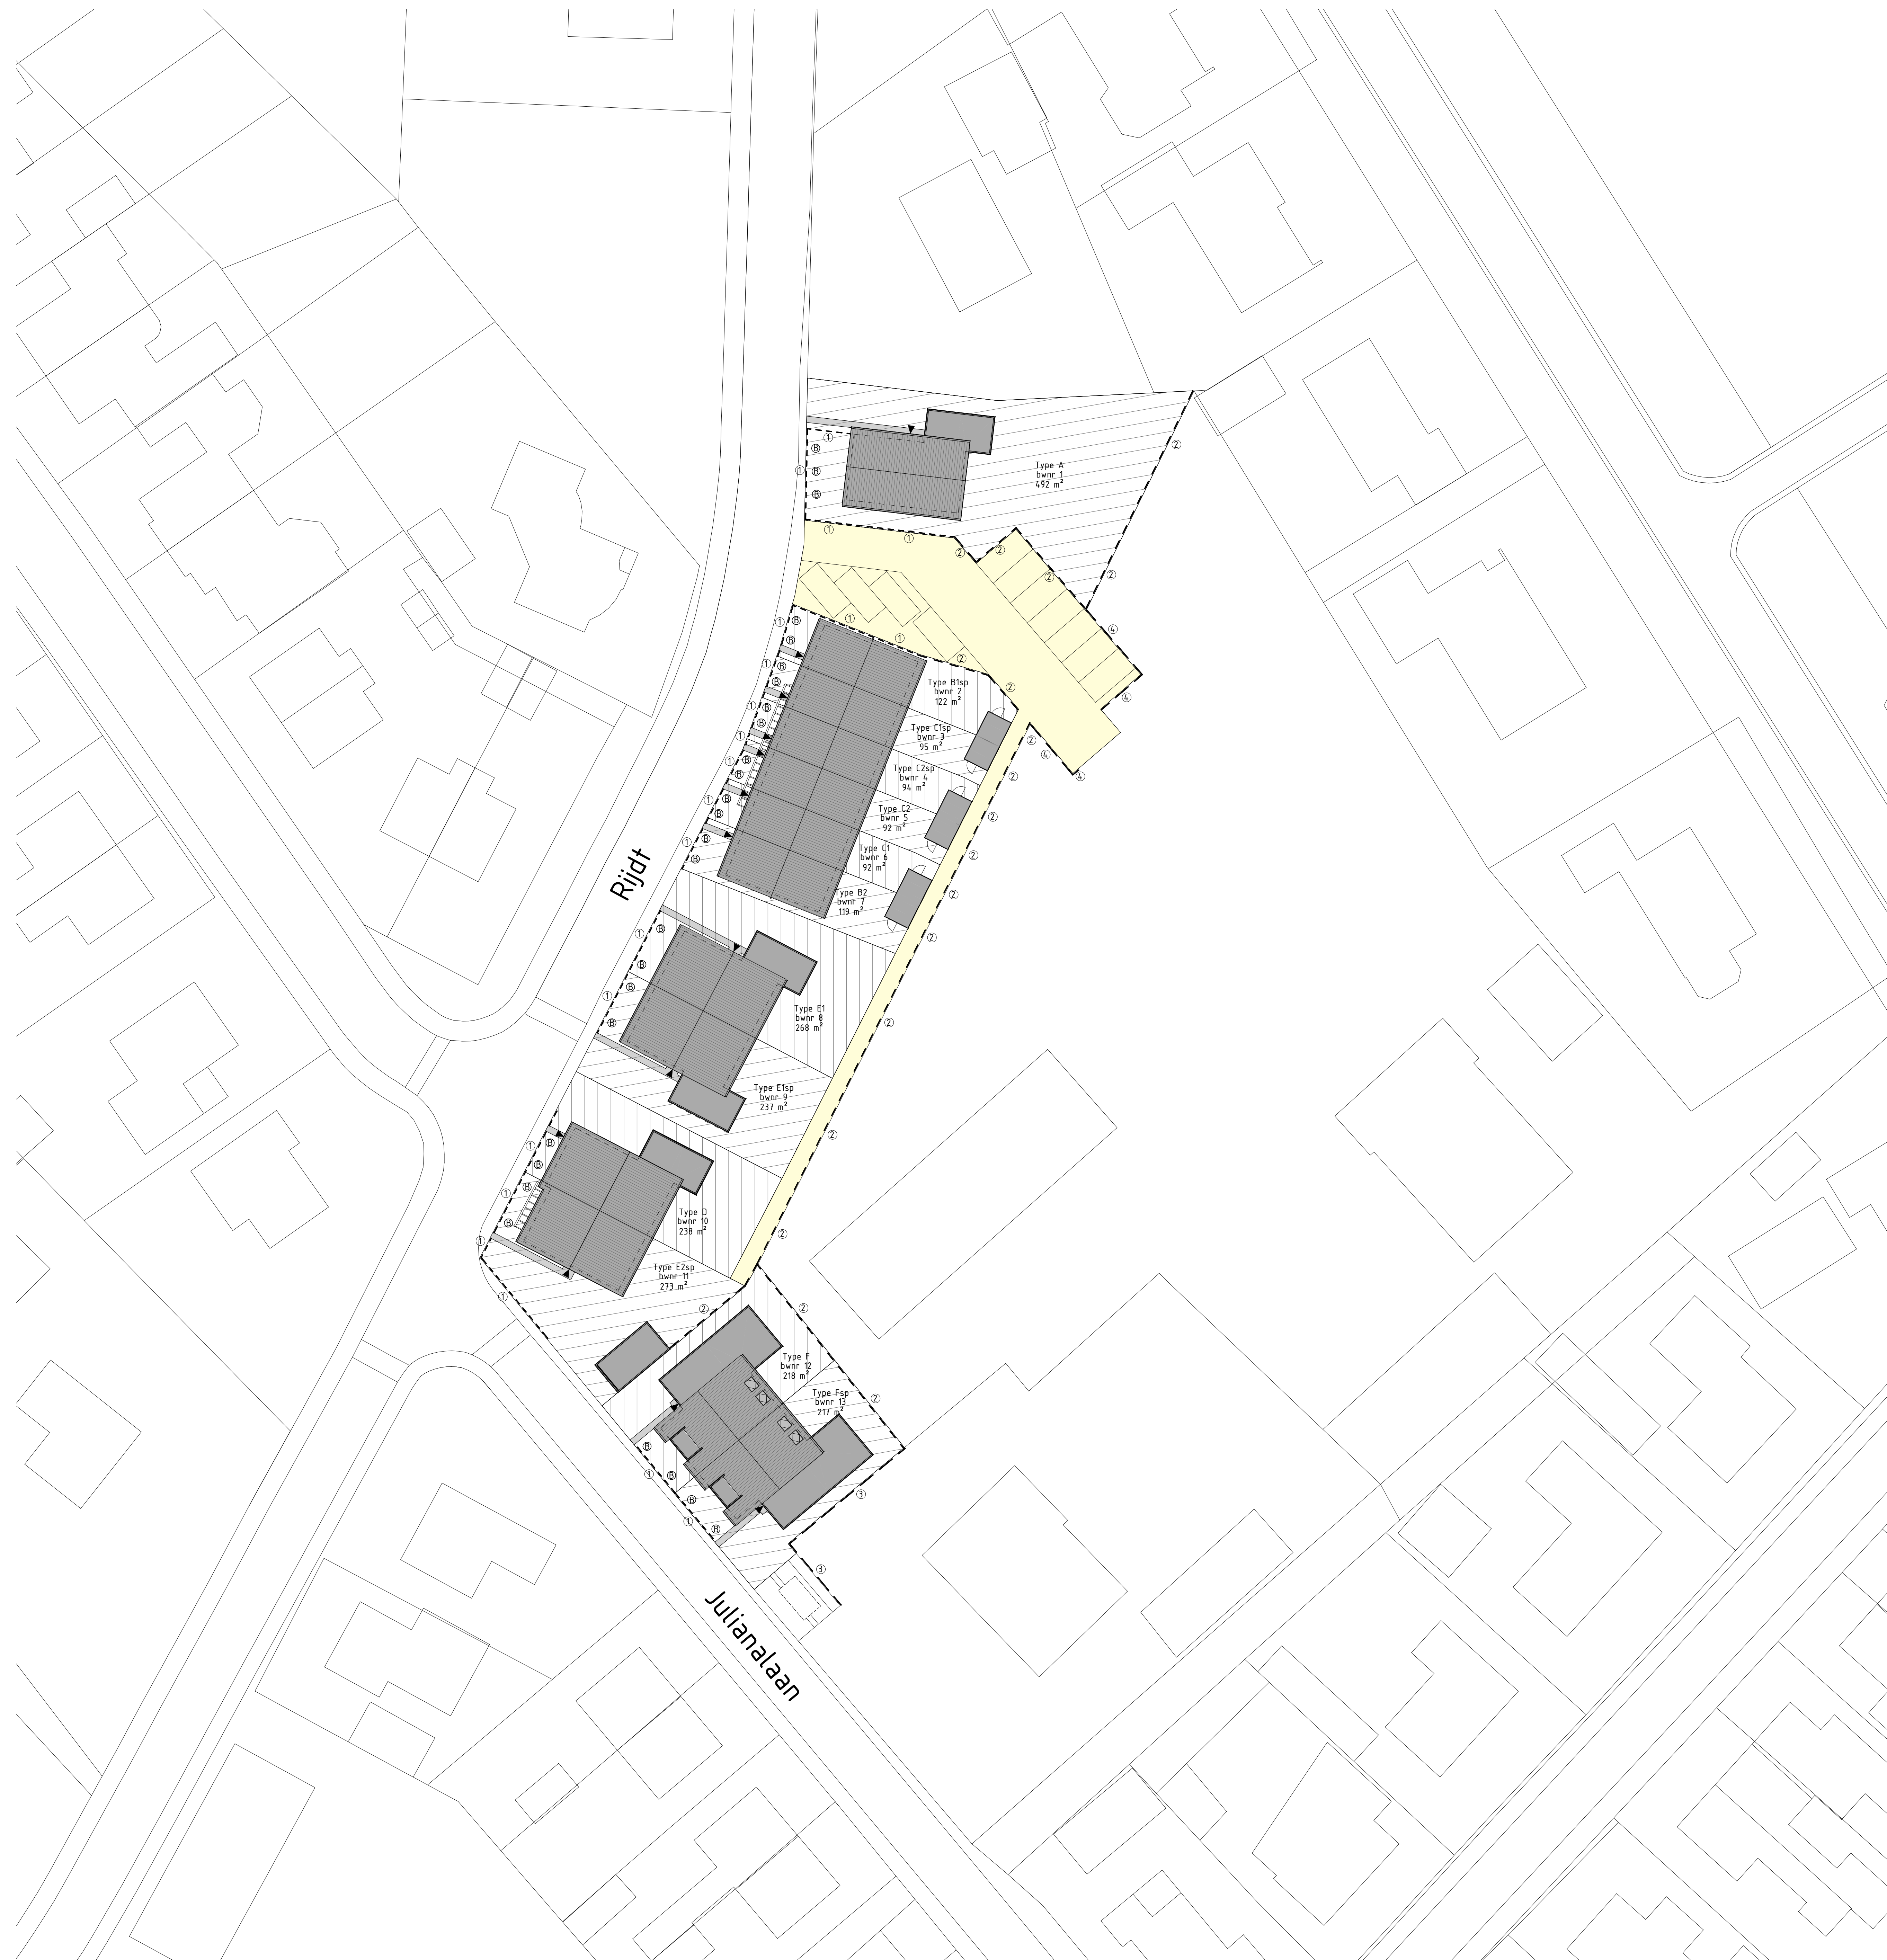 Type A
bwnr 1
492 m²
Type B1sp
bwnr 2
122 m²
Type C1sp
bwnr 3
95 m²
Type C2sp
bwnr 4
94 m²
Type C2
bwnr 5
92 m²
Type C1
bwnr 6
92 m²
Type B2
bwnr 7
119 m²
Rijdt
Type E1
bwnr 8
268 m²
Type E1sp
bwnr 9
237 m²
Type D
bwnr 10
238 m²
Type E2sp
bwnr 11
273 m²
Type F
bwnr 12
218 m²
Type Fsp
bwnr 13
217 m²
Julianalaan